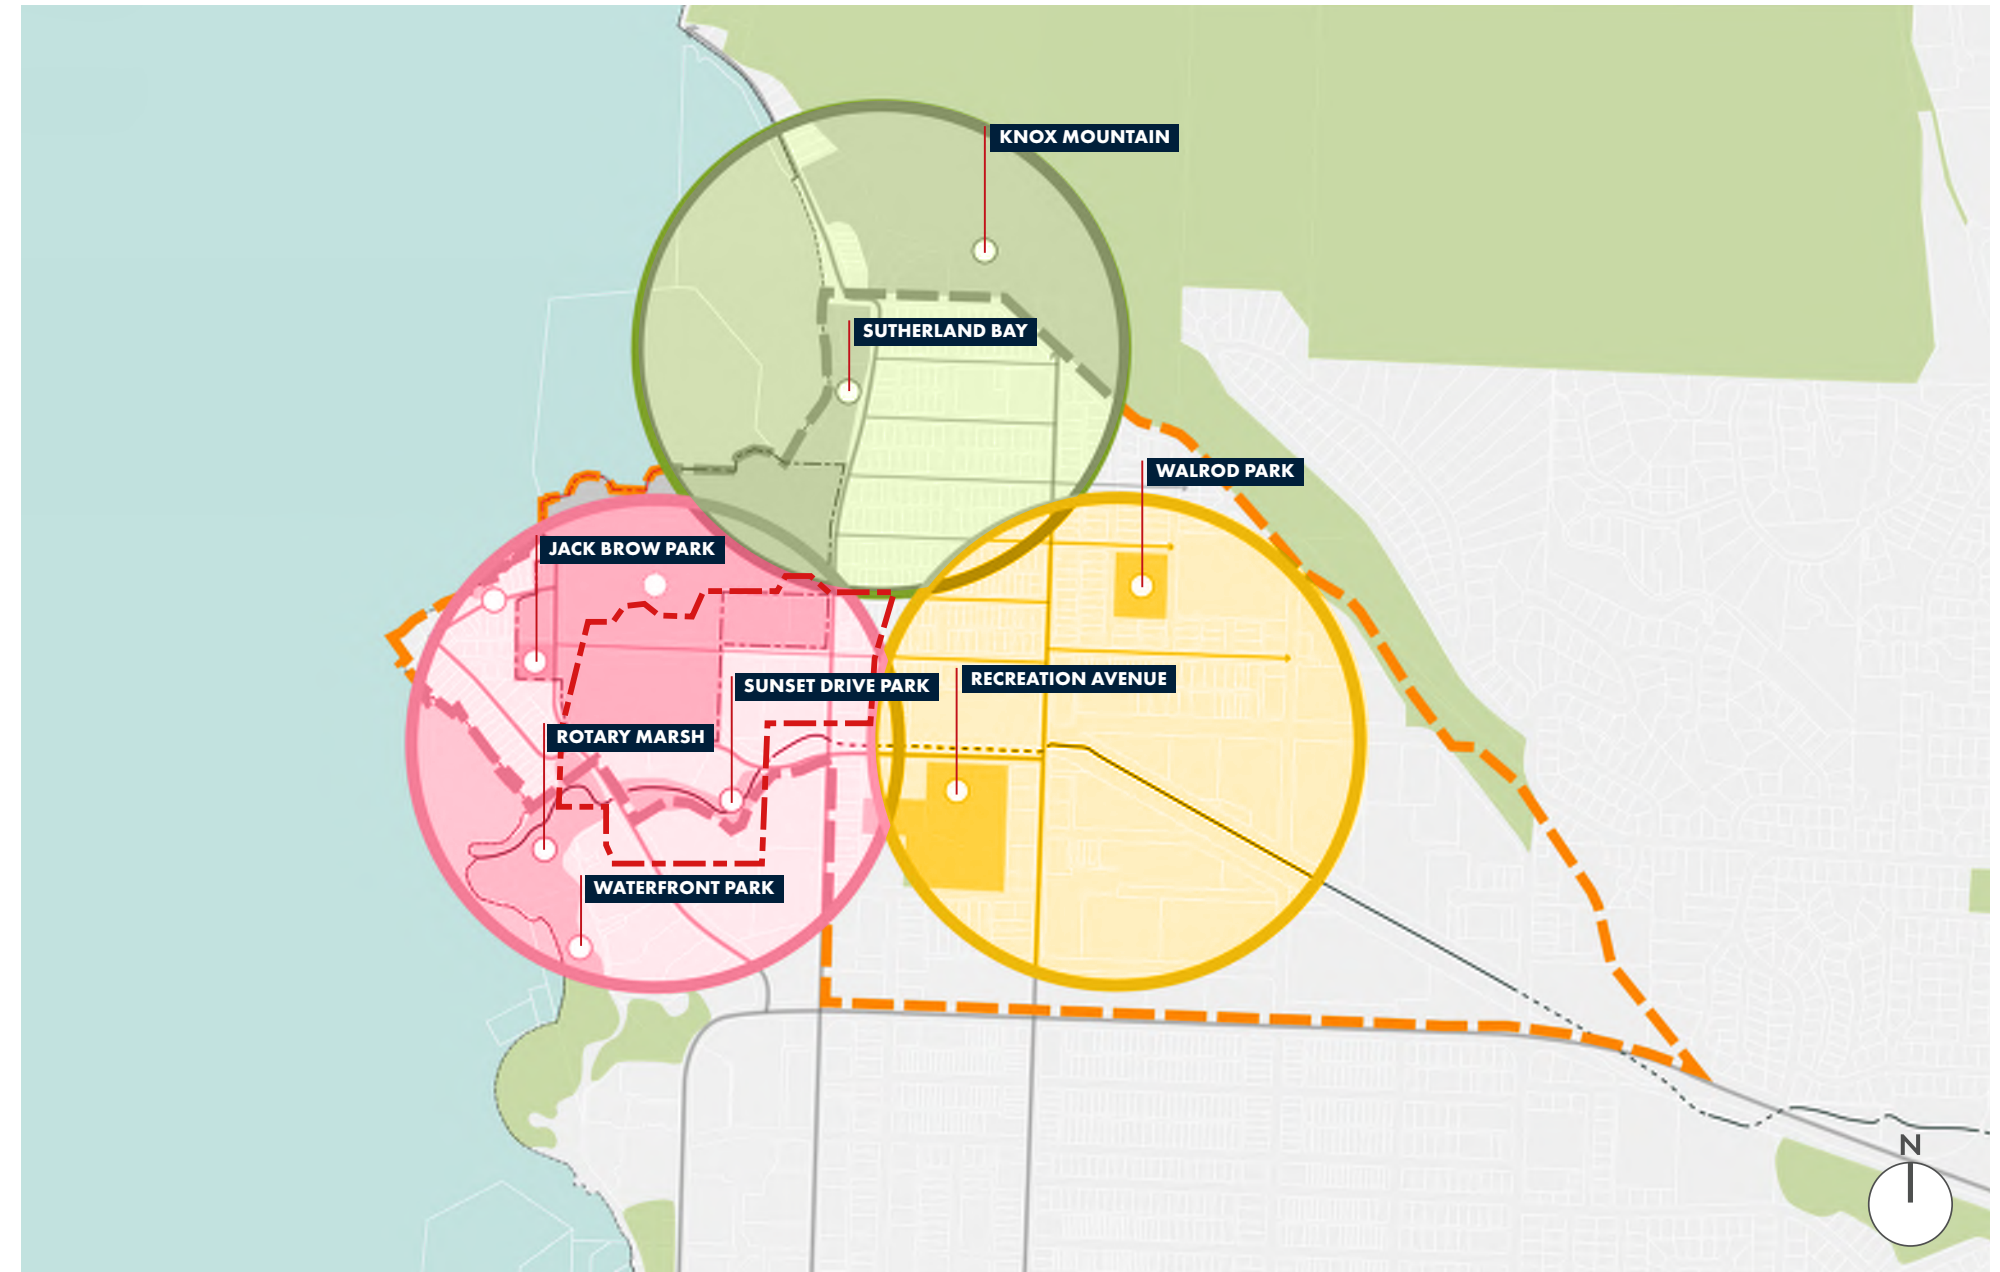 KNOX MOUNTAIN
SUTHERLAND BAY
WALROD PARK
JACK BROW PARK
RECREATION AVENUE
SUNSET DRIVE PARK
ROTARY MARSH
WATERFRONT PARK
N